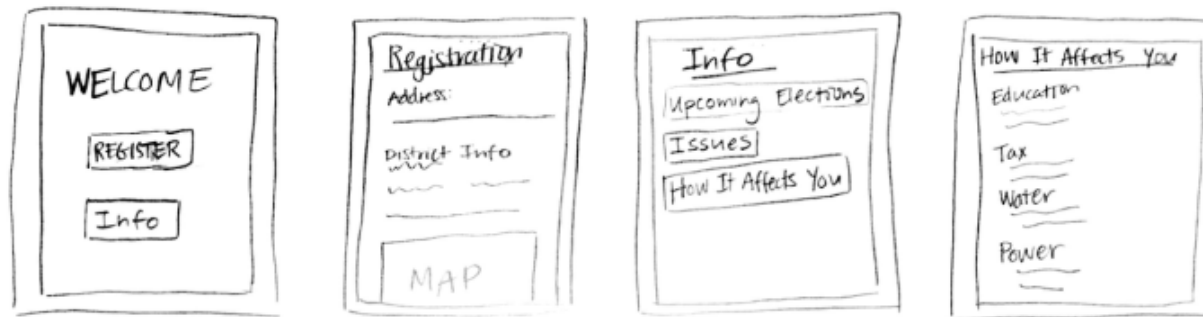 WELCOME
REGISTER
Info
Registration
Address:
District Info
MAP
Info
Upcoming Elections
Issues
How It Affects You
How It Affects You
Education
Tax
Water
Power